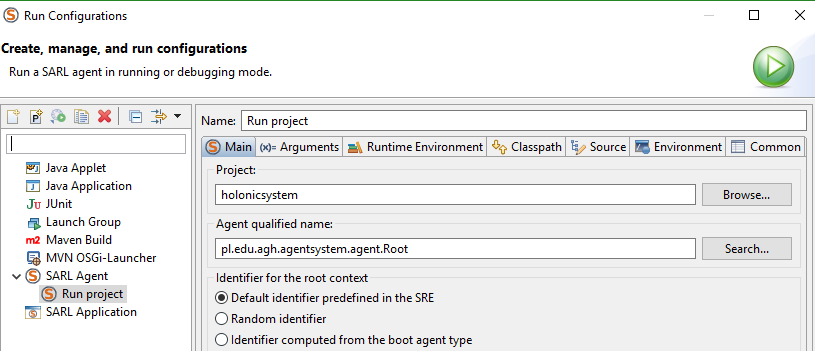 Run Configurations
Create, manage, and run configurations
Run a SARL agent in running or debugging mode.
Java Applet
Java Application
Ju JUnit
Launch Group
m2 Maven Build
MVN OSGi-Launcher
SARL Agent
Run project
SARL Application
Name: Run project
Main (x)= Arguments Runtime Environment Classpath Source Environment Common
Project:
holonicsystem Browse...
Agent qualified name:
pl.edu.agh.agentsystem.agent.Root Search...
Identifier for the root context
Default identifier predefined in the SRE
Random identifier
Identifier computed from the boot agent type